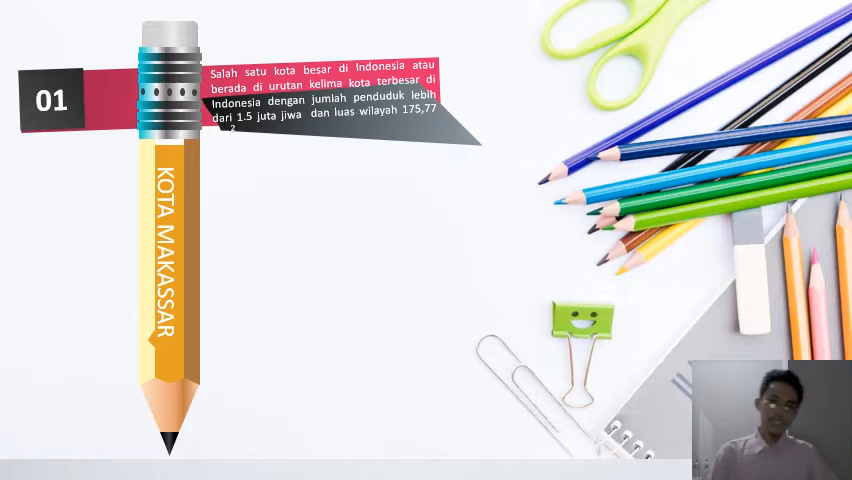 01
Salah satu kota besar di Indonesia atau
berada di urutan kelima kota terbesar di
Indonesia dengan jumlah penduduk lebih
dari 1.5 juta jiwa dan luas wilayah 175,77
2
KOTA MAKASSAR